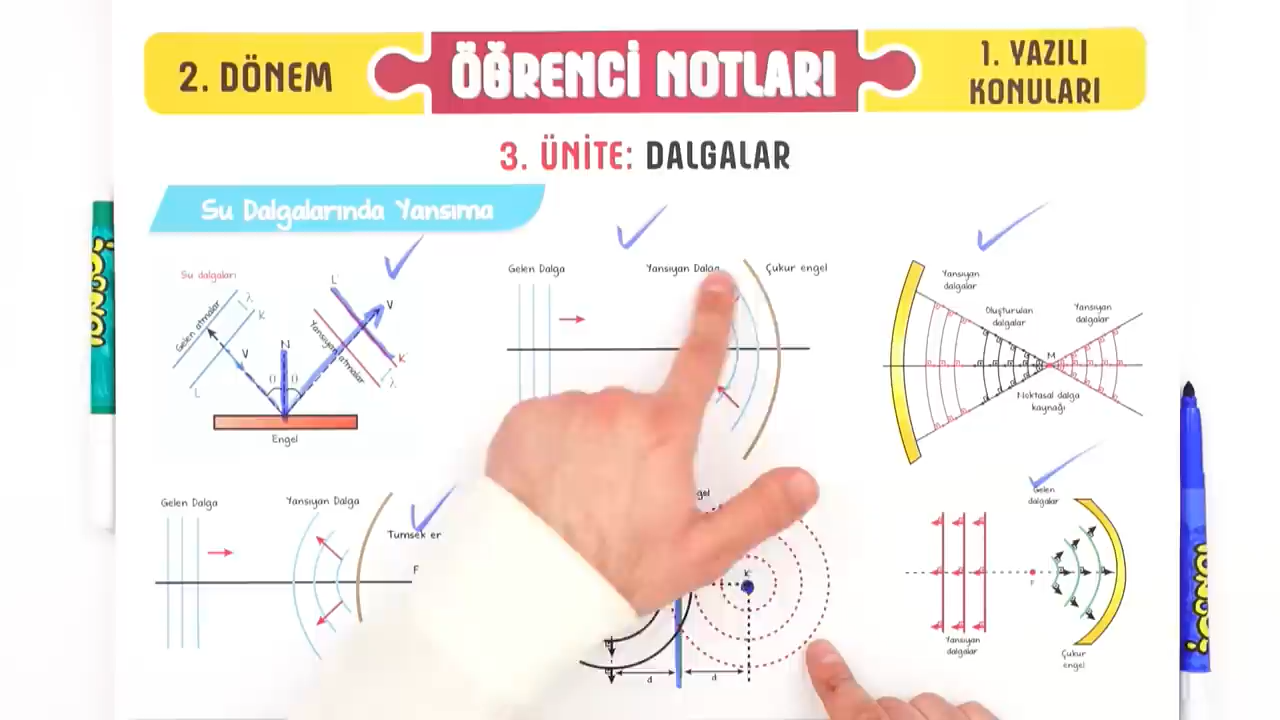 2. DÖNEM
ÖĞRENCİ NOTLARI
1. YAZILI
KONULARI
3. ÜNİTE: DALGALAR
Su Dalgalarında Yansıma
Su dalgaları
Gelen atmalar
λ
K
L
V
N
θ θ
L'
V
Yansıyan atmalar
K'
λ
Engel
Gelen Dalga
Yansıyan Dalga
Çukur engel
Yansıyan
dalgalar
Oluşturulan
dalgalar
Yansıyan
dalgalar
M
Noktasal dalga
kaynağı
Gelen Dalga
Yansıyan Dalga
Tümsek
F
K
d
d
Gelen
dalgalar
F
Yansıyan
dalgalar
Çukur
engel